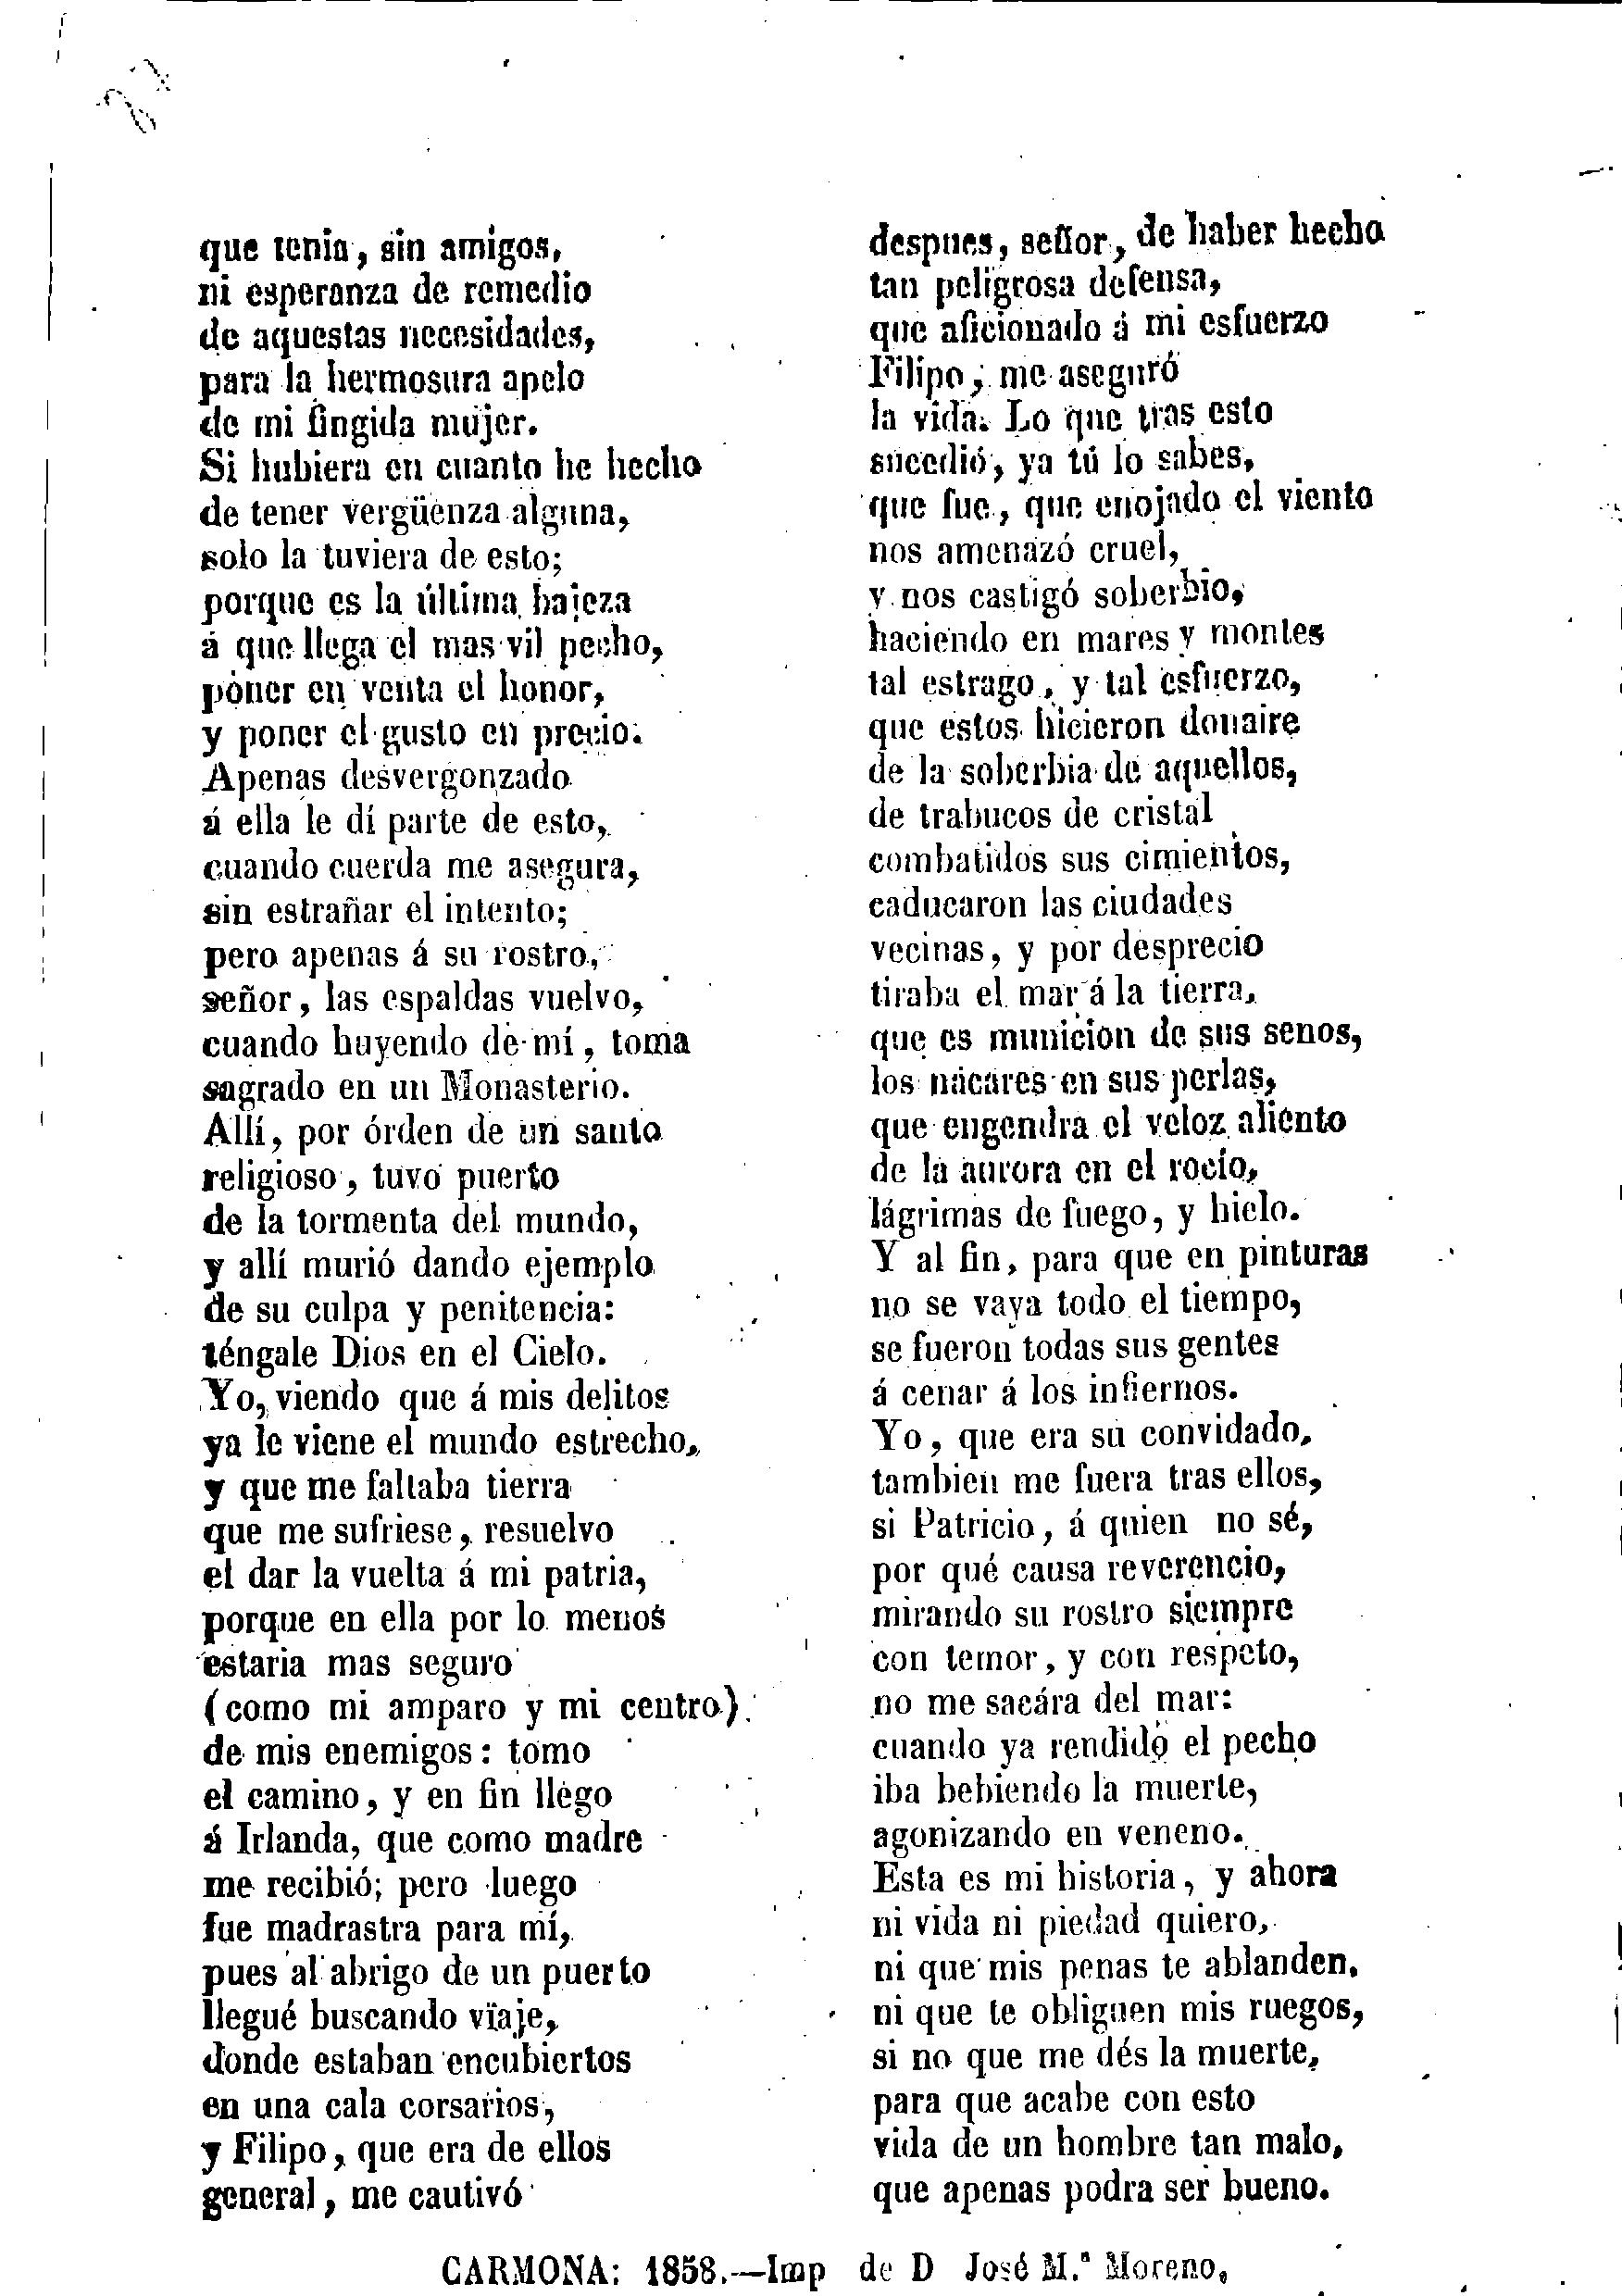 que tenia, sin amigos,
ni esperanza de remedio
de aquestas necesidades,
para la hermosura apelo
de mi fingida mujer.
Si hubiera en cuanto he hecho
de tener vergüenza alguna,
solo la tuviera de esto;
porque es la última bajeza
á que llega el mas vil pecho,
poner en venta el honor,
y poner el gusto en precio.
Apenas desvergonzado
á ella le dí parte de esto,
cuando cuerda me asegura,
sin estrañar el intento;
pero apenas á su rostro,
señor, las espaldas vuelvo,
cuando huyendo de mí, toma
sagrado en un Monasterio.
Allí, por órden de un santo
religioso, tuvo puerto
de la tormenta del mundo,
y allí murió dando ejemplo
de su culpa y penitencia:
téngale Dios en el Cielo.
Yo, viendo que á mis delitos
ya le viene el mundo estrecho,
y que me faltaba tierra
que me sufriese, resuelvo
el dar la vuelta á mi patria,
porque en ella por lo menos
estaria mas seguro
(como mi amparo y mi centro)
de mis enemigos: tomo
el camino, y en fin llego
á Irlanda, que como madre
me recibió; pero luego
fue madrastra para mí,
pues al abrigo de un puerto
llegué buscando viaje,
donde estaban encubiertos
en una cala corsarios,
y Filipo, que era de ellos
general, me cautivó
despues, señor, de haber hecho
tan peligrosa defensa,
que aficionado á mi esfuerzo
Filipo, me aseguró
la vida. Lo que tras esto
sucedió, ya tú lo sabes,
que fue, que enojado el viento
nos amenazó cruel,
y nos castigó soberbio,
haciendo en mares y montes
tal estrago, y tal esfuerzo,
que estos hicieron donaire
de la soberbia de aquellos,
de trabucos de cristal
combatidos sus cimientos,
caducaron las ciudades
vecinas, y por desprecio
tiraba el mar á la tierra,
que es municion de sus senos,
los nácares en sus perlas,
que engendra el veloz aliento
de la aurora en el rocío,
lágrimas de fuego, y hielo.
Y al fin, para que en pinturas
no se vaya todo el tiempo,
se fueron todas sus gentes
á cenar á los infiernos.
Yo, que era su convidado,
tambien me fuera tras ellos,
si Patricio, á quien no sé,
por qué causa reverencio,
mirando su rostro siempre
con temor, y con respeto,
no me sacára del mar:
cuando ya rendido el pecho
iba bebiendo la muerte,
agonizando en veneno.
Esta es mi historia, y ahora
ni vida ni piedad quiero,
ni que mis penas te ablanden,
ni que te obliguen mis ruegos,
si no que me dés la muerte,
para que acabe con esto
vida de un hombre tan malo,
que apenas podra ser bueno.
CARMONA: 1858.—Imp de D José M.ª Moreno,